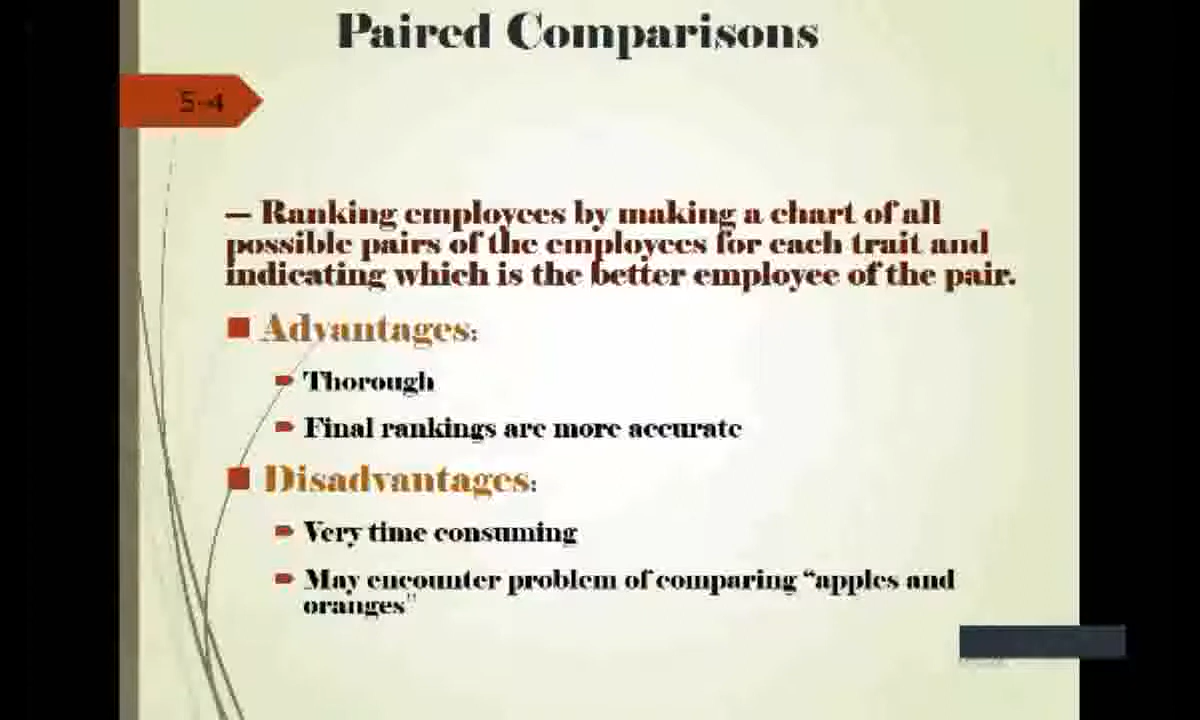 Paired Comparisons
5-4
– Ranking employees by making a chart of all
possible pairs of the employees for each trait and
indicating which is the better employee of the pair.
Advantages:
Thorough
Final rankings are more accurate
Disadvantages:
Very time consuming
May encounter problem of comparing “apples and
oranges”